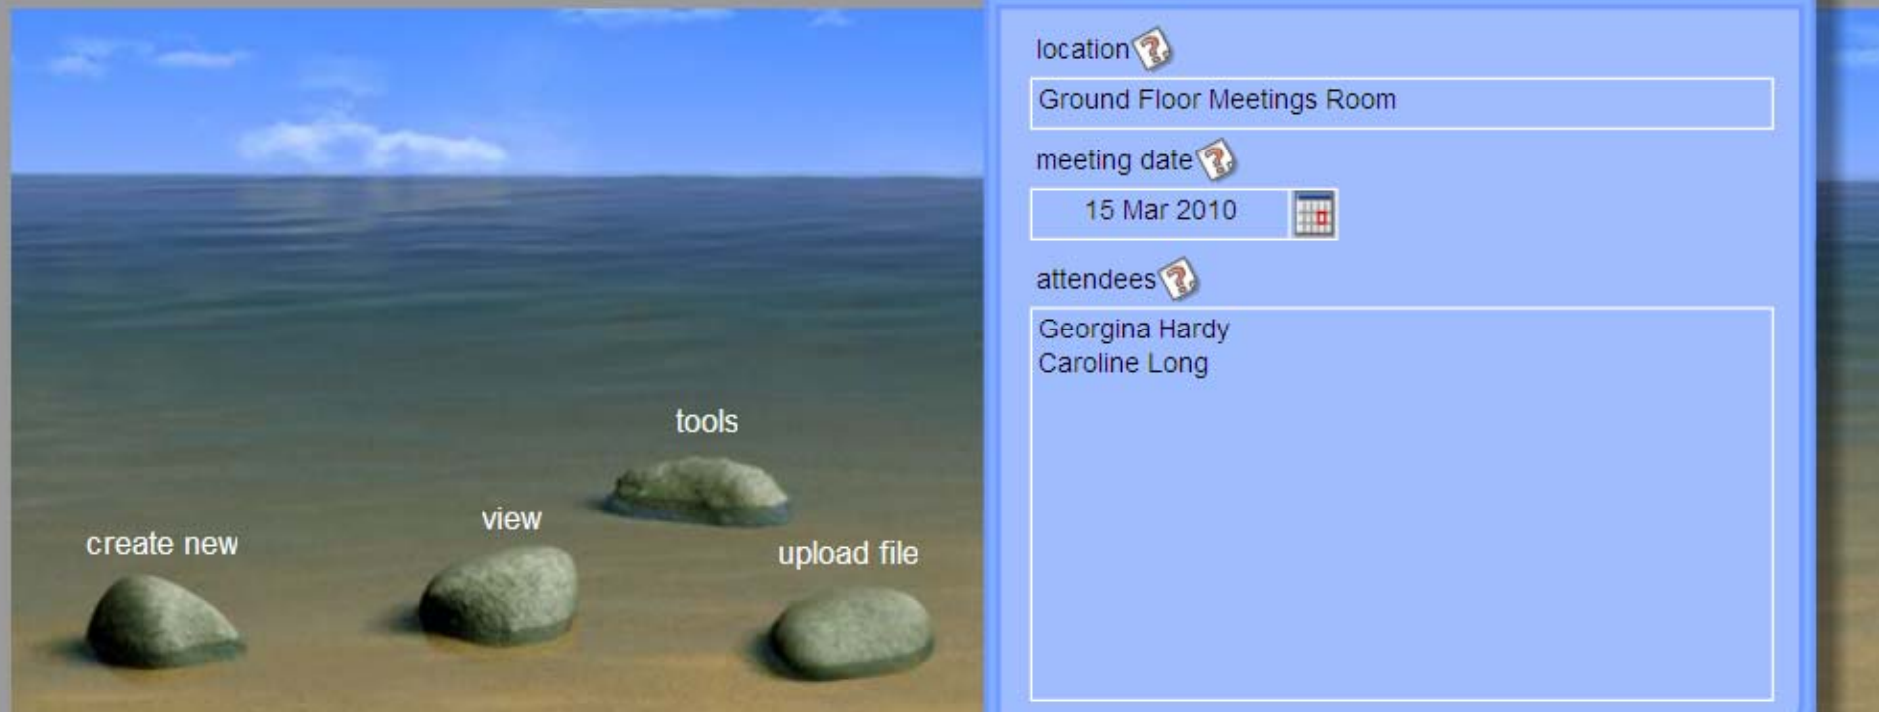 tools
view
create new
upload file
location
Ground Floor Meetings Room
meeting date
15 Mar 2010
attendees
Georgina Hardy
Caroline Long